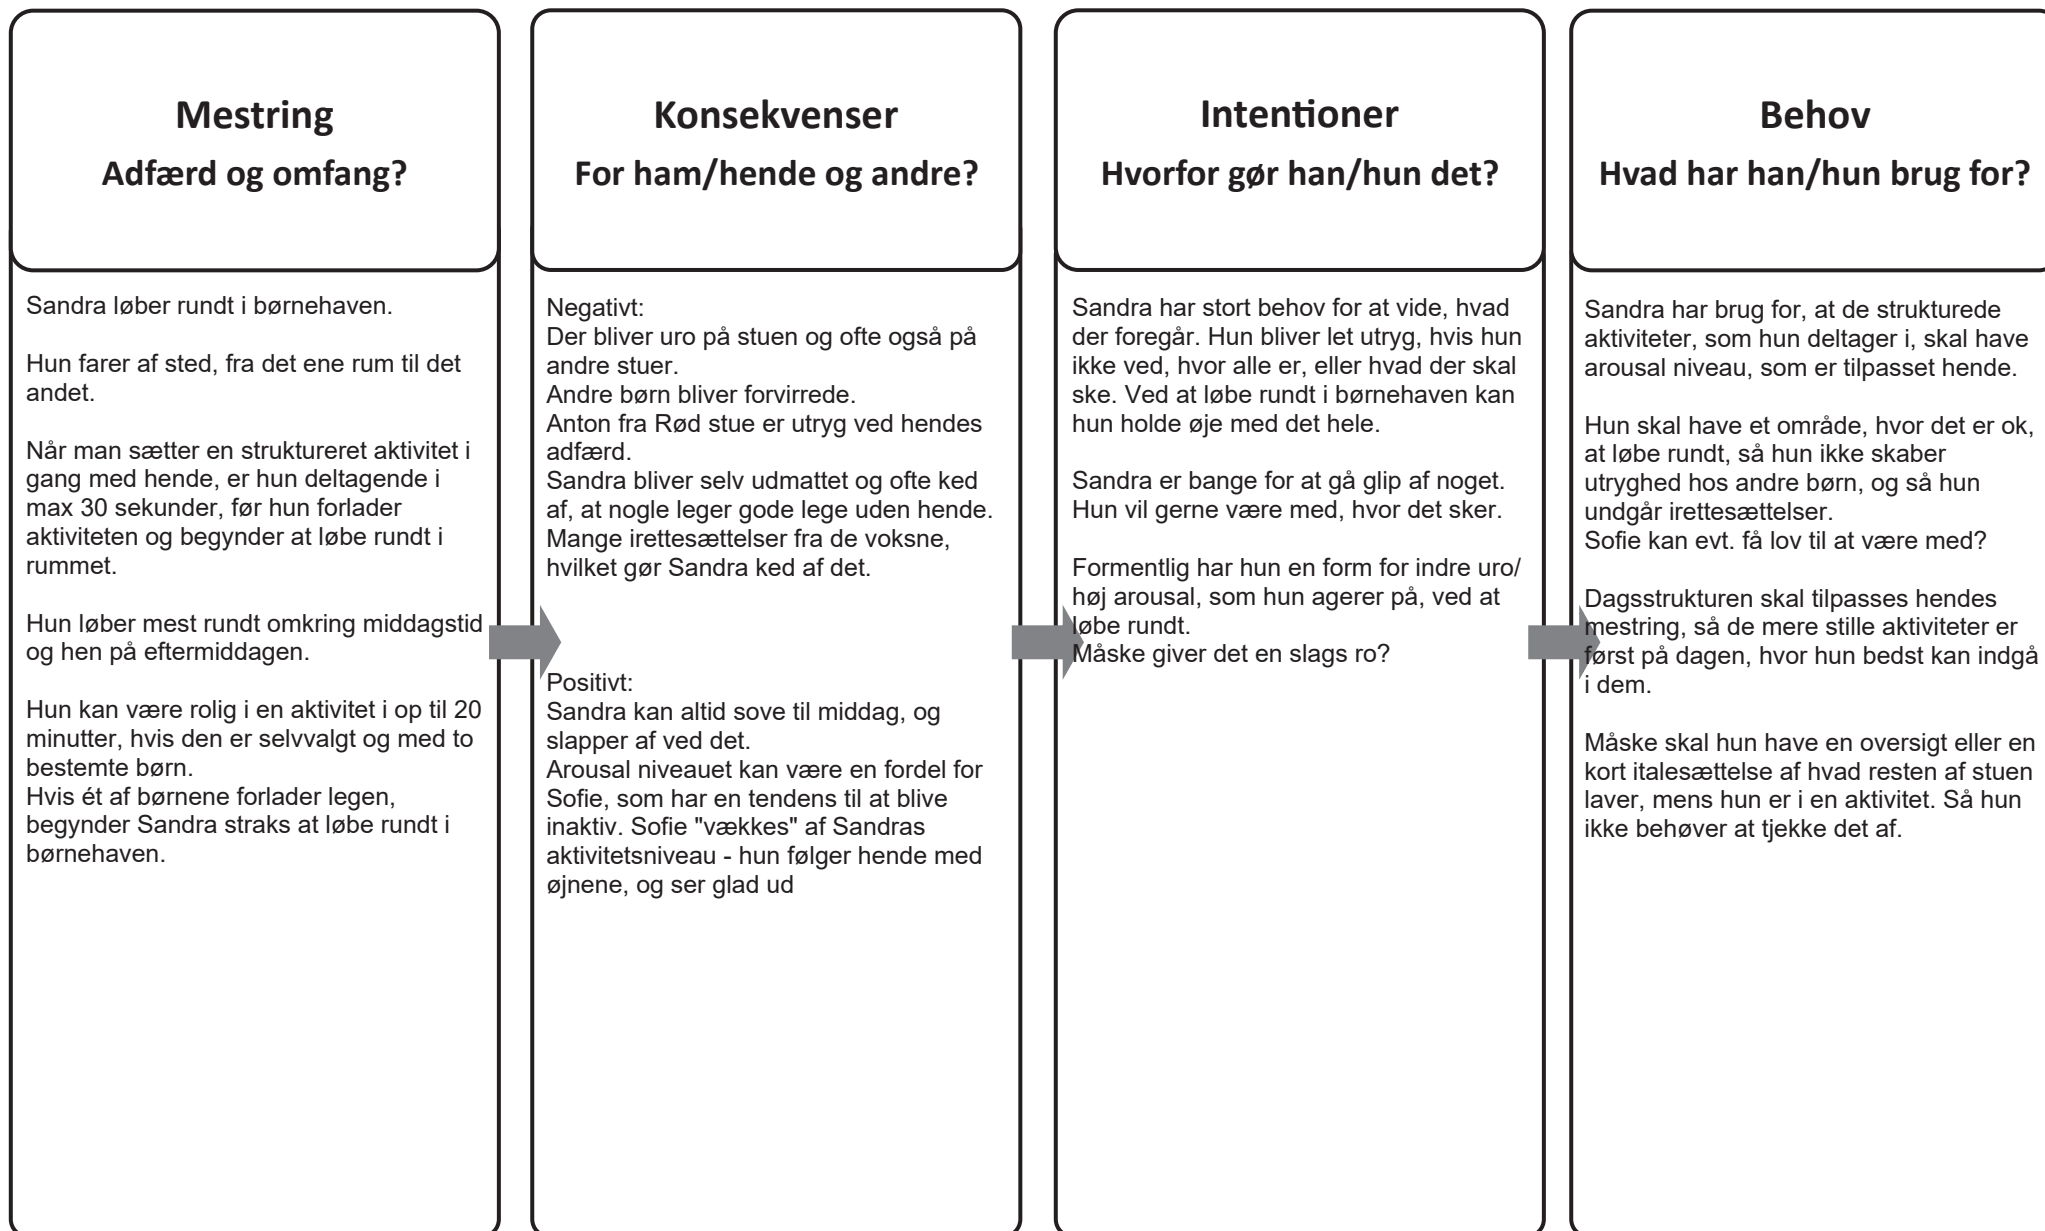 Mestring
Adfærd og omfang?
Sandra løber rundt i børnehaven.
Hun farer af sted, fra det ene rum til det
andet.
Når man sætter en struktureret aktivitet i
gang med hende, er hun deltagende i
max 30 sekunder, før hun forlader
aktiviteten og begynder at løbe rundt i
rummet.
Hun løber mest rundt omkring middagstid
og hen på eftermiddagen.
Hun kan være rolig i en aktivitet i op til 20
minutter, hvis den er selvvalgt og med to
bestemte børn.
Hvis ét af børnene forlader legen,
begynder Sandra straks at løbe rundt i
børnehaven.
Konsekvenser
For ham/hende og andre?
Negativt:
Der bliver uro på stuen og ofte også på
andre stuer.
Andre børn bliver forvirrede.
Anton fra Rød stue er utryg ved hendes
adfærd.
Sandra bliver selv udmattet og ofte ked
af, at nogle leger gode lege uden hende.
Mange irettesættelser fra de voksne,
hvilket gør Sandra ked af det.
Positivt:
Sandra kan altid sove til middag, og
slapper af ved det.
Arousal niveauet kan være en fordel for
Sofie, som har en tendens til at blive
inaktiv. Sofie "vækkes" af Sandras
aktivitetsniveau - hun følger hende med
øjnene, og ser glad ud
Intentioner
Hvorfor gør han/hun det?
Sandra har stort behov for at vide, hvad
der foregår. Hun bliver let utryg, hvis hun
ikke ved, hvor alle er, eller hvad der skal
ske. Ved at løbe rundt i børnehaven kan
hun holde øje med det hele.
Sandra er bange for at gå glip af noget.
Hun vil gerne være med, hvor det sker.
Formentlig har hun en form for indre uro/
høj arousal, som hun agerer på, ved at
løbe rundt.
Måske giver det en slags ro?
Behov
Hvad har han/hun brug for?
Sandra har brug for, at de strukturede
aktiviteter, som hun deltager i, skal have
arousal niveau, som er tilpasset hende.
Hun skal have et område, hvor det er ok,
at løbe rundt, så hun ikke skaber
utryghed hos andre børn, og så hun
undgår irettesættelser.
Sofie kan evt. få lov til at være med?
Dagsstrukturen skal tilpasses hendes
mestring, så de mere stille aktiviteter er
først på dagen, hvor hun bedst kan indgå
i dem.
Måske skal hun have en oversigt eller en
kort italesættelse af hvad resten af stuen
laver, mens hun er i en aktivitet. Så hun
ikke behøver at tjekke det af.